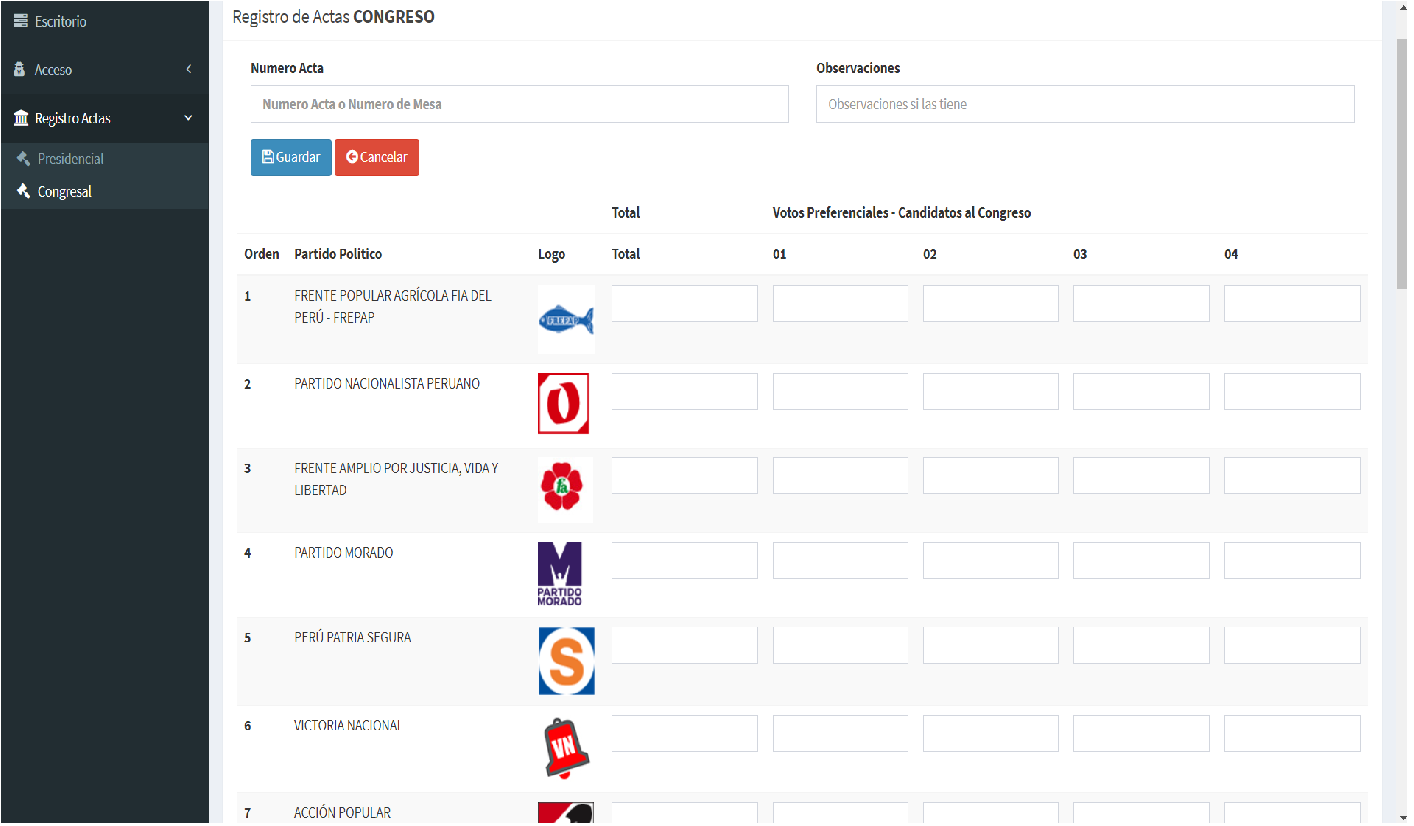 Escritorio
Acceso
Registro Actas
Presidencial
Congresal
Registro de Actas CONGRESO
Numero Acta
Observaciones
Numero Acta o Numero de Mesa
Observaciones si las tiene
Guardar
Cancelar
Total
Votos Preferenciales - Candidatos al Congreso
Orden Partido Politico Logo Total 01 02 03 04
1 FRENTE POPULAR AGRÍCOLA FIA DEL
PERÚ - FREPAP
FREPAP
2 PARTIDO NACIONALISTA PERUANO
3 FRENTE AMPLIO POR JUSTICIA, VIDA Y
LIBERTAD
fa
4 PARTIDO MORADO
PARTIDO
MORADO
5 PERÚ PATRIA SEGURA
S
6 VICTORIA NACIONAL
VN
7 ACCIÓN POPULAR